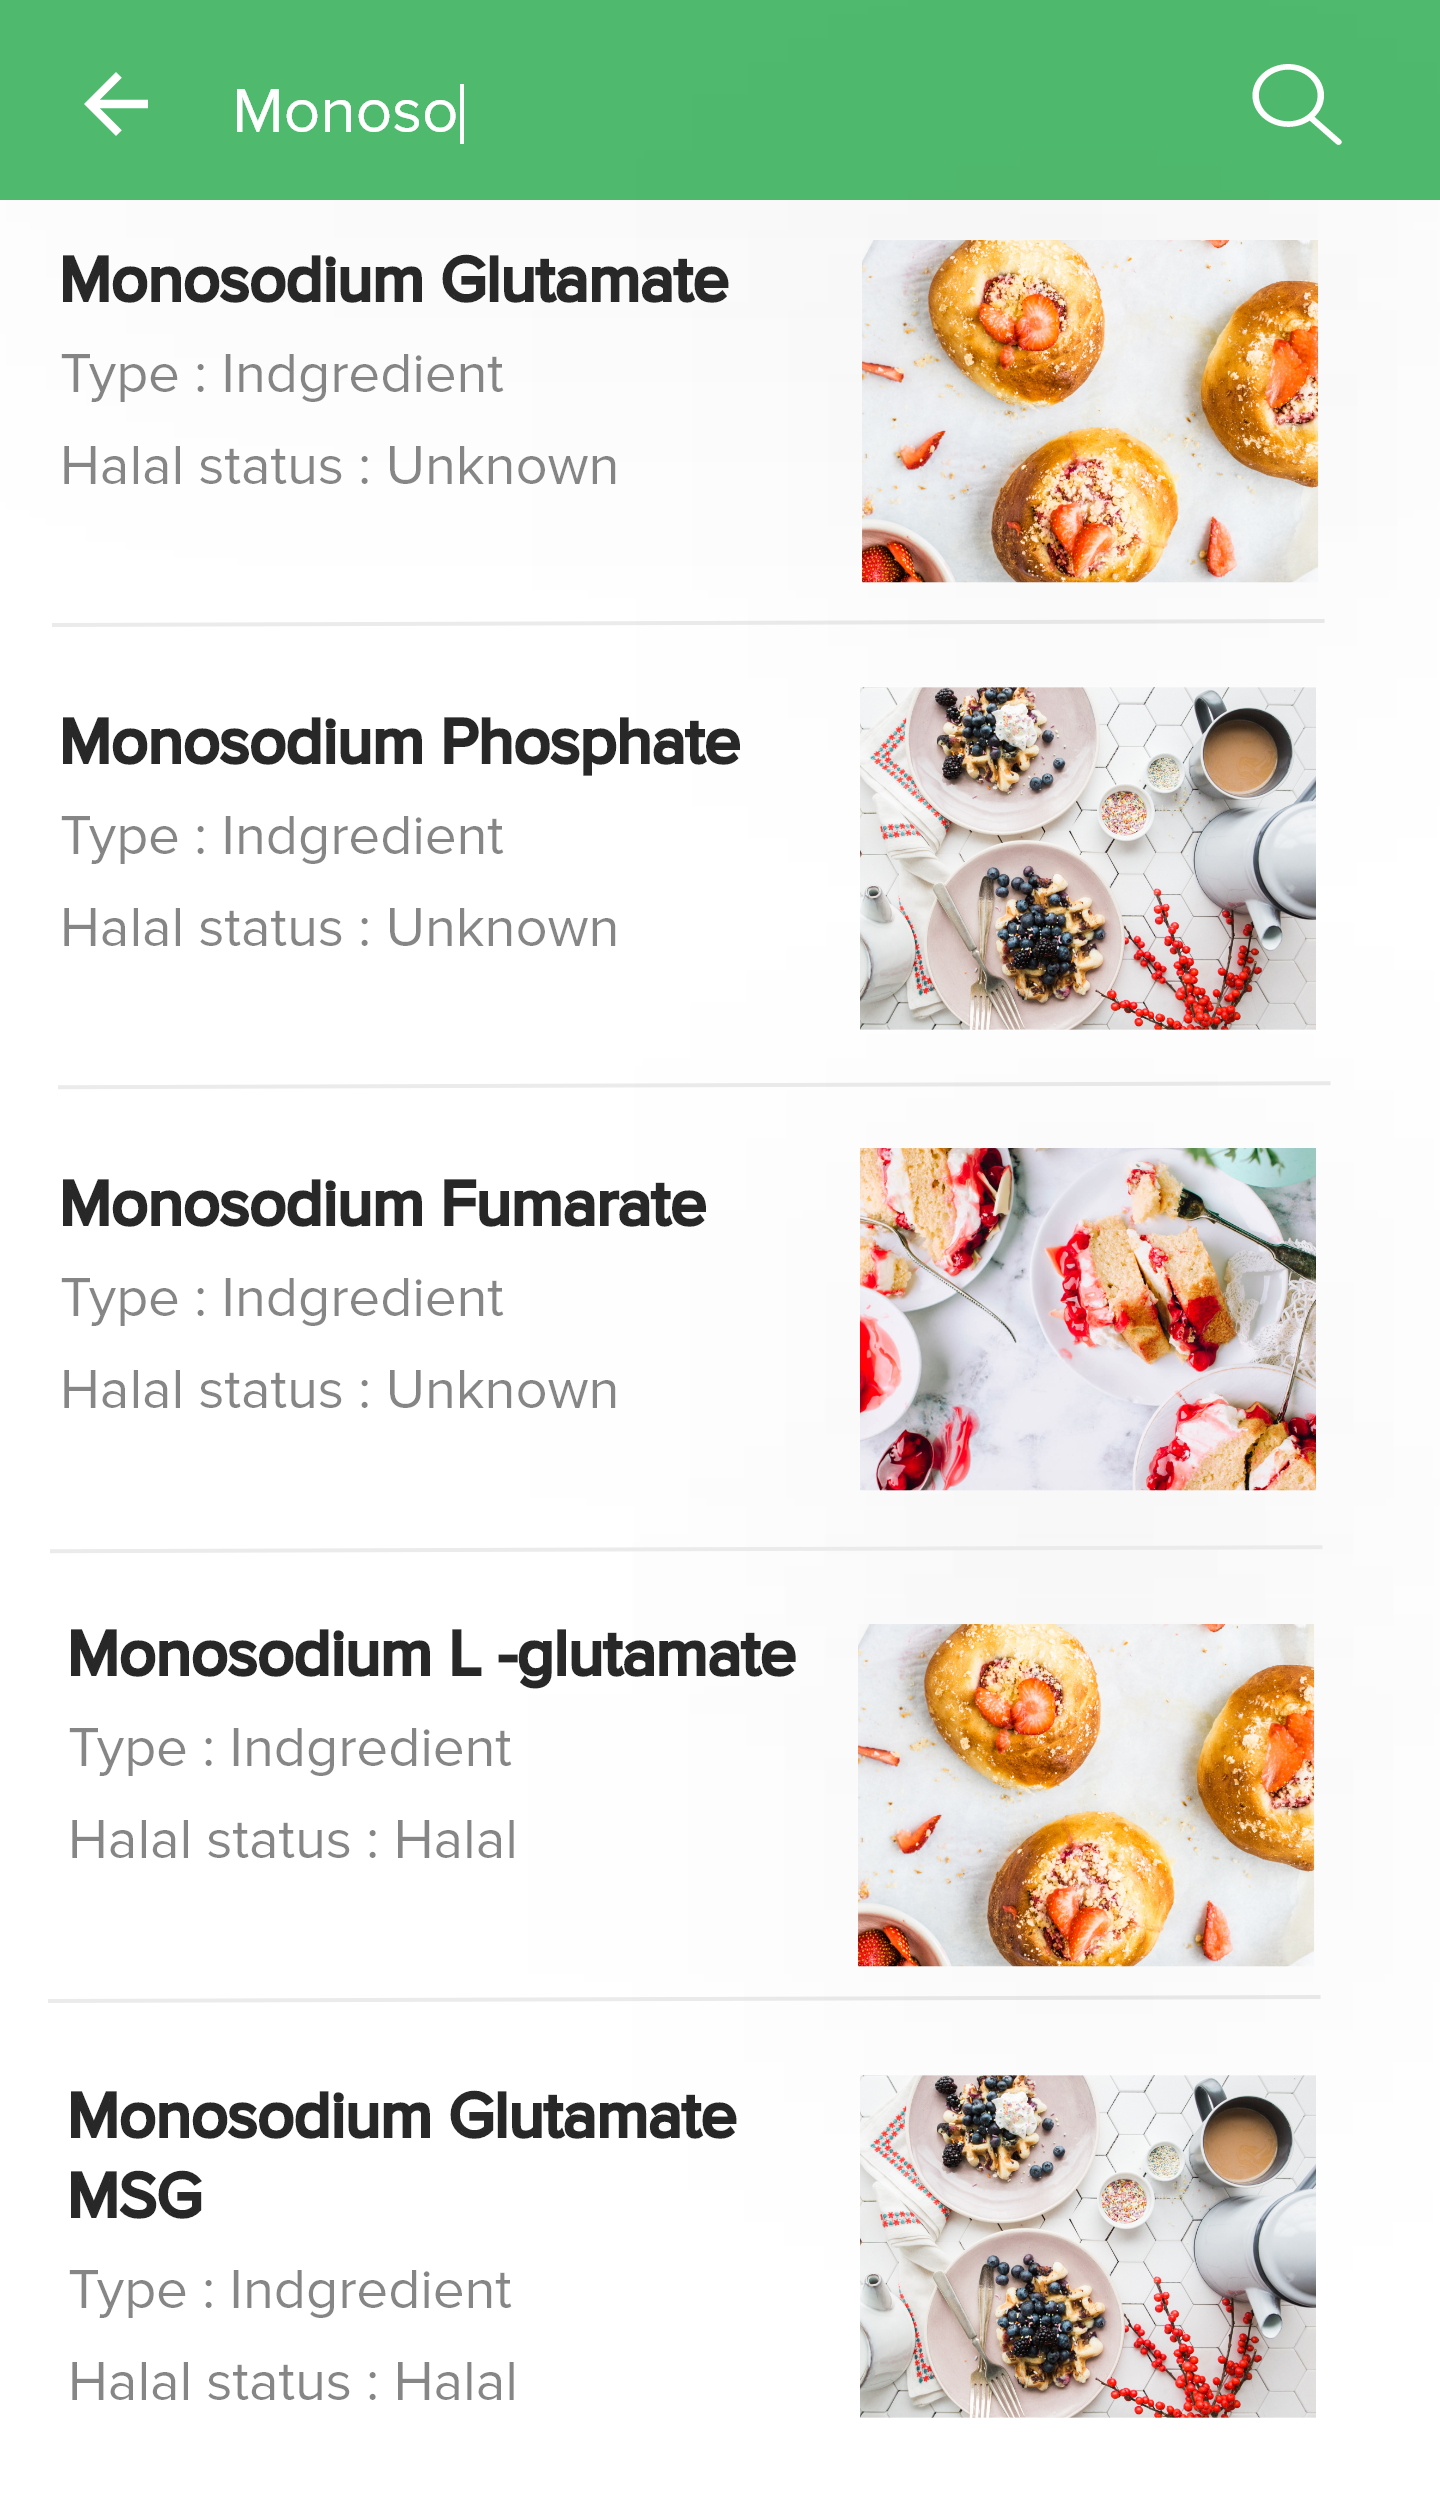 Monoso
Monosodium Glutamate
Type : Indgredient
Halal status : Unknown
Monosodium Phosphate
Type : Indgredient
Halal status : Unknown
Monosodium Fumarate
Type : Indgredient
Halal status : Unknown
Monosodium L -glutamate
Type : Indgredient
Halal status : Halal
Monosodium Glutamate
MSG
Type : Indgredient
Halal status : Halal